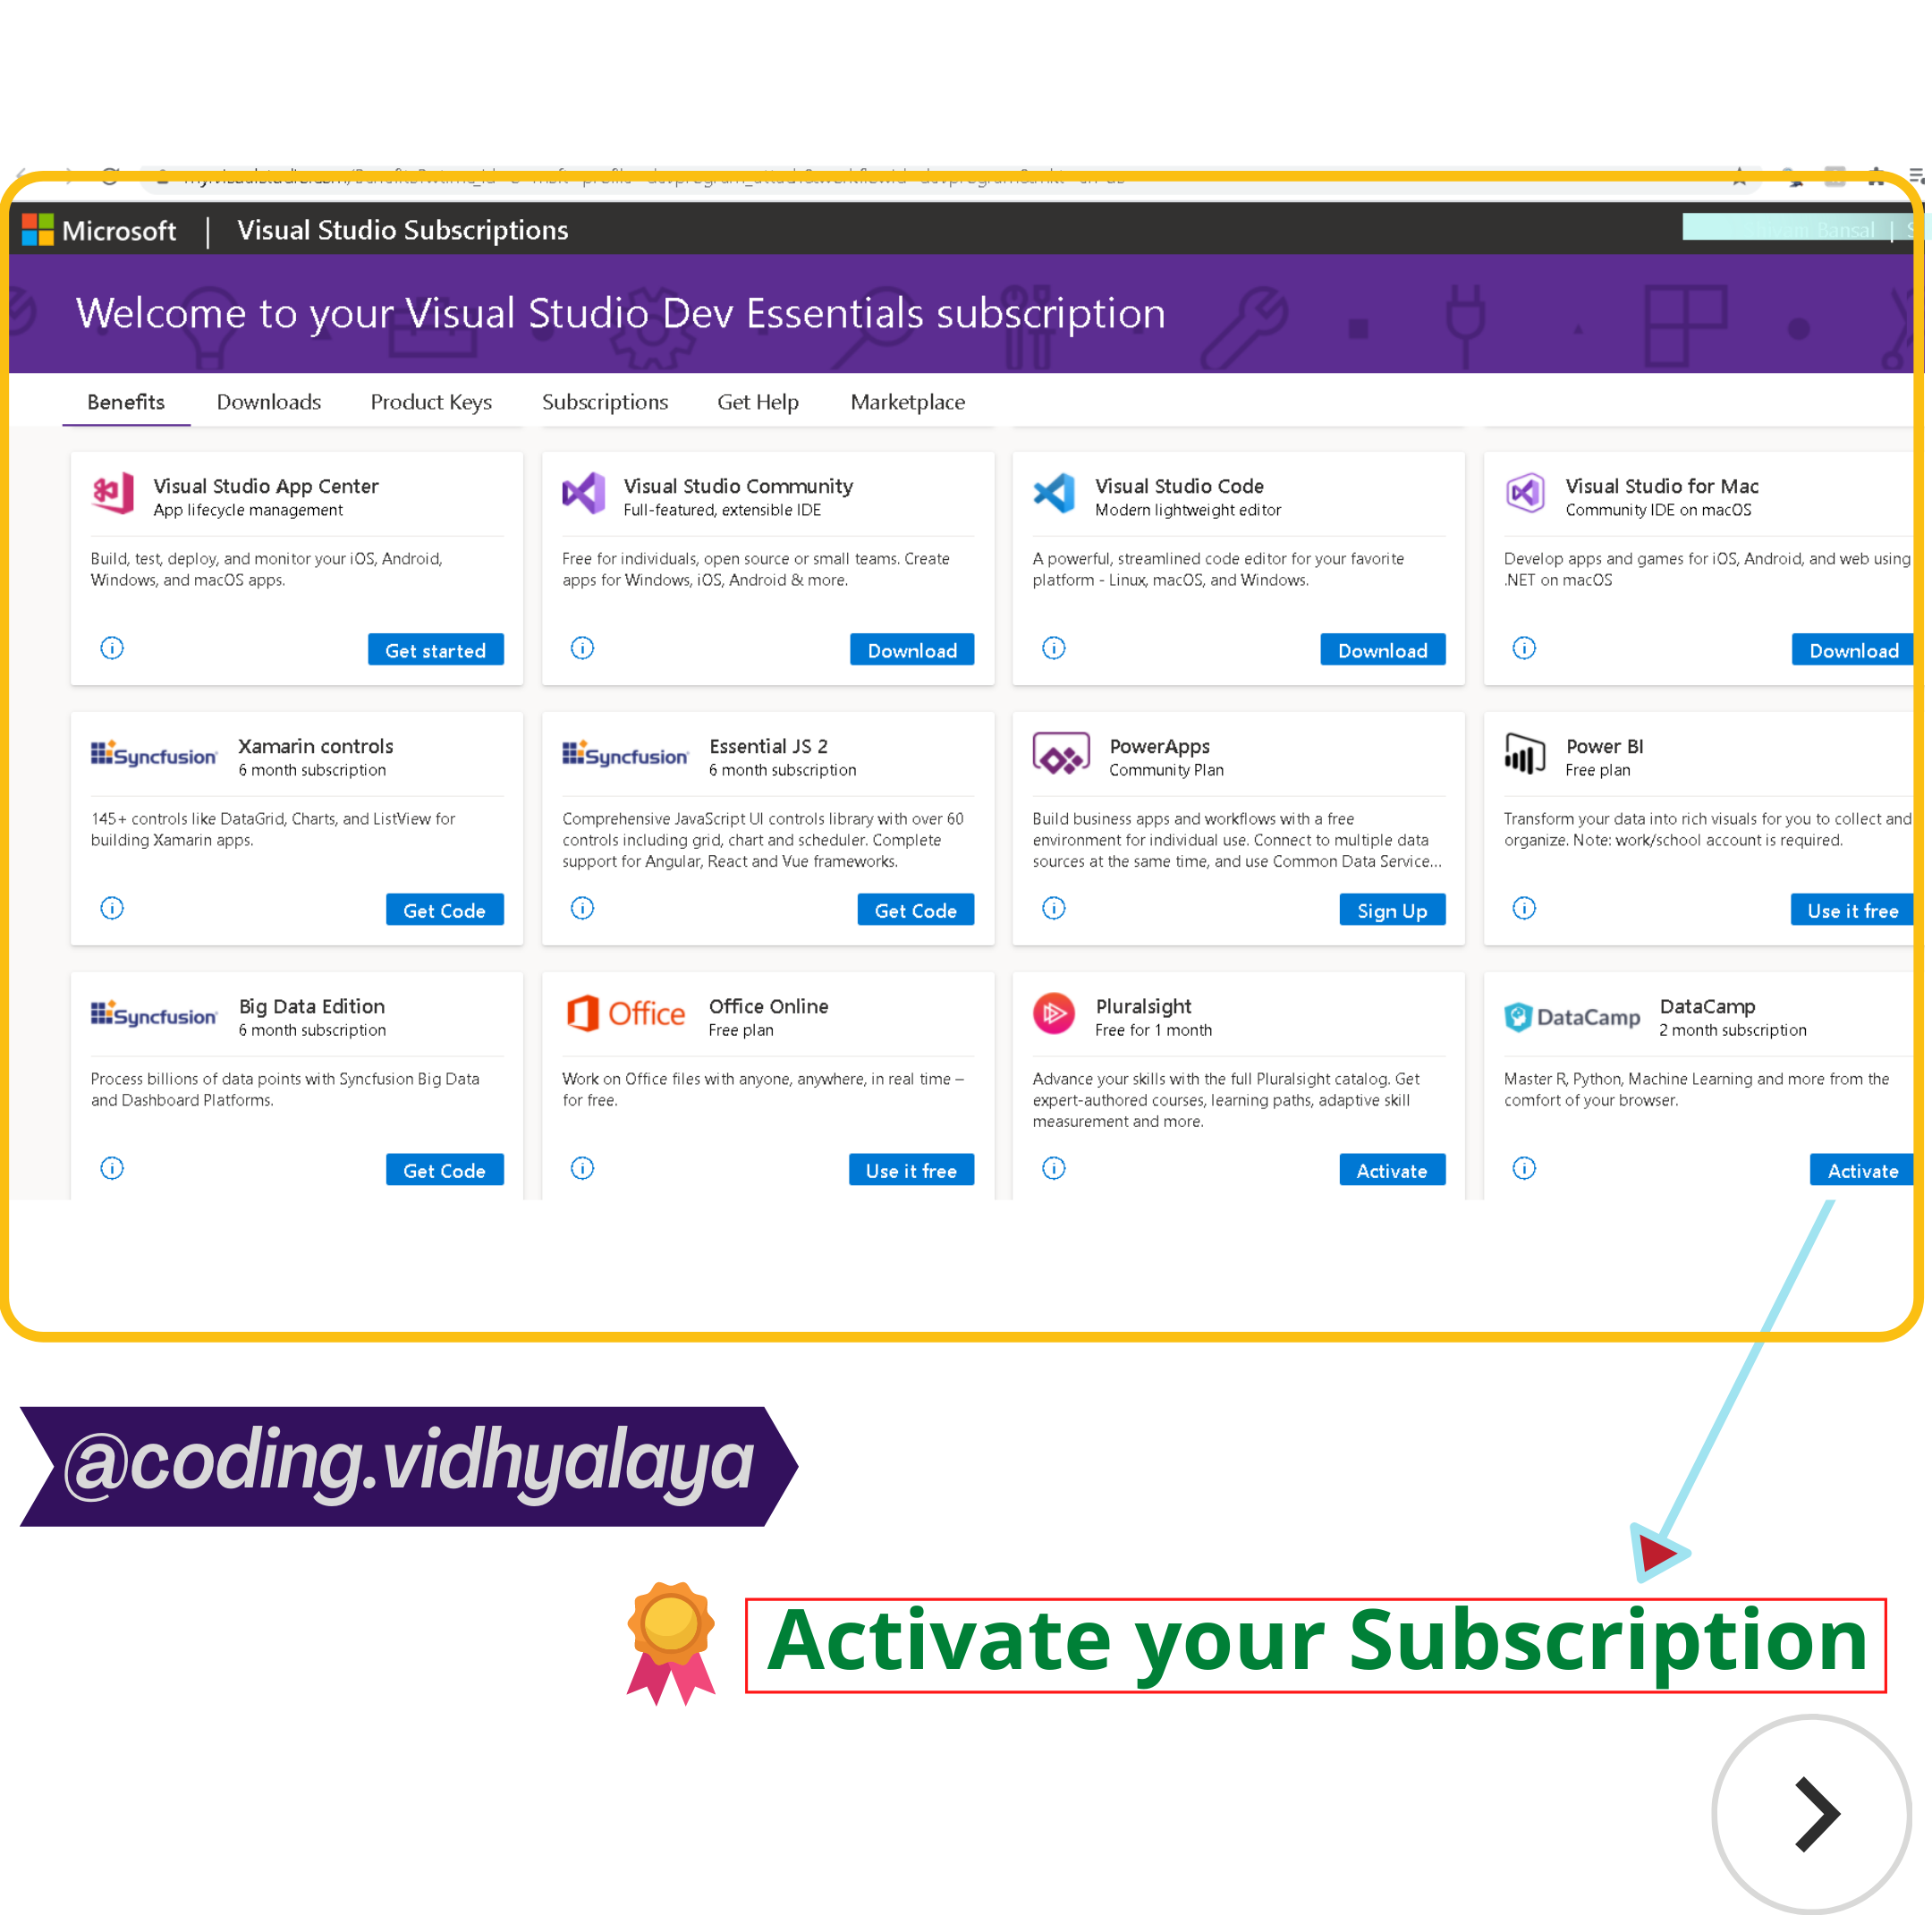 Microsoft | Visual Studio Subscriptions
Bansal |
Welcome to your Visual Studio Dev Essentials subscription
Benefits Downloads Product Keys Subscriptions Get Help Marketplace
Visual Studio App Center
App lifecycle management
Build, test, deploy, and monitor your iOS, Android,
Windows, and macOS apps.
Get started
Visual Studio Community
Full-featured, extensible IDE
Free for individuals, open source or small teams. Create
apps for Windows, iOS, Android & more.
Download
Visual Studio Code
Modern lightweight editor
A powerful, streamlined code editor for your favorite
platform - Linux, macOS, and Windows.
Download
Visual Studio for Mac
Community IDE on macOS
Develop apps and games for iOS, Android, and web using
.NET on macOS
Download
Syncfusion
Xamarin controls
6 month subscription
145+ controls like DataGrid, Charts, and ListView for
building Xamarin apps.
Get Code
Syncfusion
Essential JS 2
6 month subscription
Comprehensive JavaScript UI controls library with over 60
controls including grid, chart and scheduler. Complete
support for Angular, React and Vue frameworks.
Get Code
PowerApps
Community Plan
Build business apps and workflows with a free
environment for individual use. Connect to multiple data
sources at the same time, and use Common Data Service...
Sign Up
Power BI
Free plan
Transform your data into rich visuals for you to collect and
organize. Note: work/school account is required.
Use it free
Syncfusion
Big Data Edition
6 month subscription
Process billions of data points with Syncfusion Big Data
and Dashboard Platforms.
Get Code
Office
Office Online
Free plan
Work on Office files with anyone, anywhere, in real time –
for free.
Use it free
Pluralsight
Free for 1 month
Advance your skills with the full Pluralsight catalog. Get
expert-authored courses, learning paths, adaptive skill
measurement and more.
Activate
DataCamp
DataCamp
2 month subscription
Master R, Python, Machine Learning and more from the
comfort of your browser.
Activate
@coding.vidhyalaya
Activate your Subscription